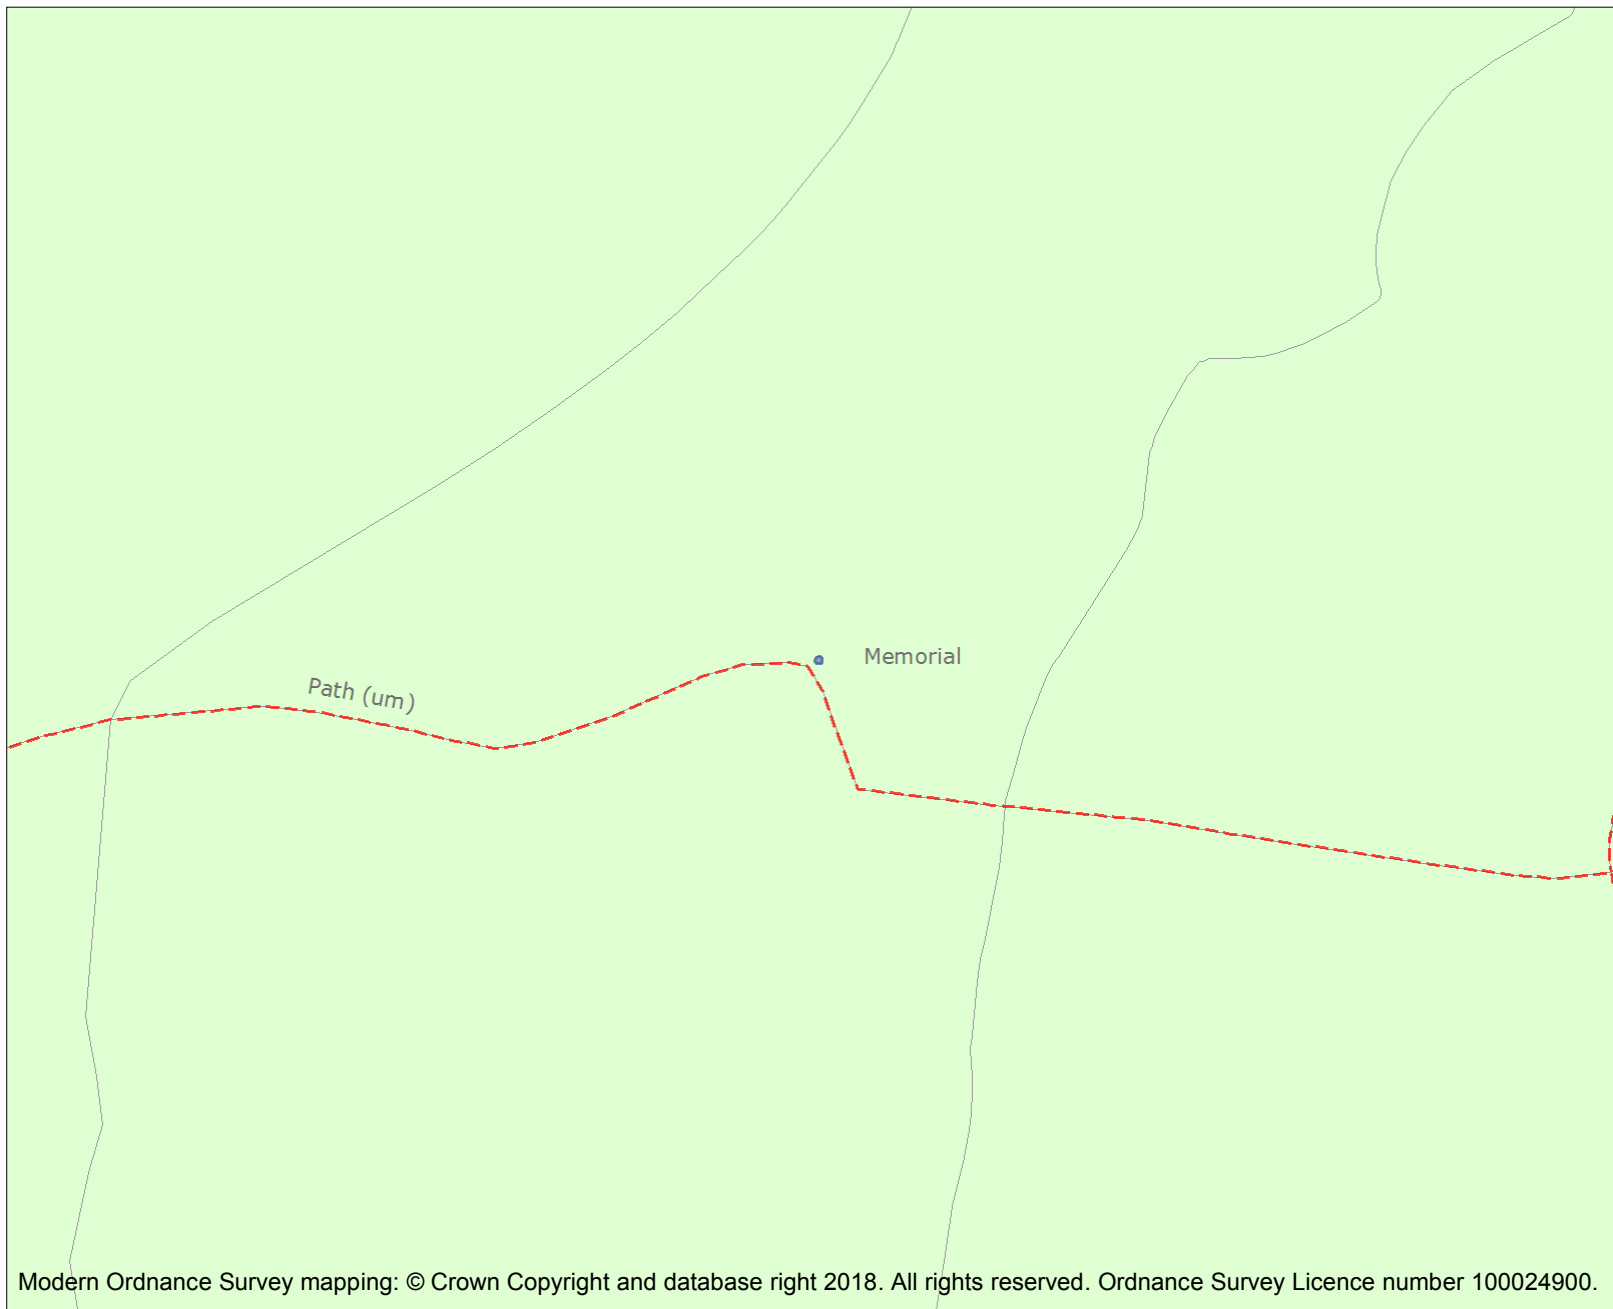 Memorial
Path (um)
Modern Ordnance Survey mapping: © Crown Copyright and database right 2018. All rights reserved. Ordnance Survey Licence number 100024900.